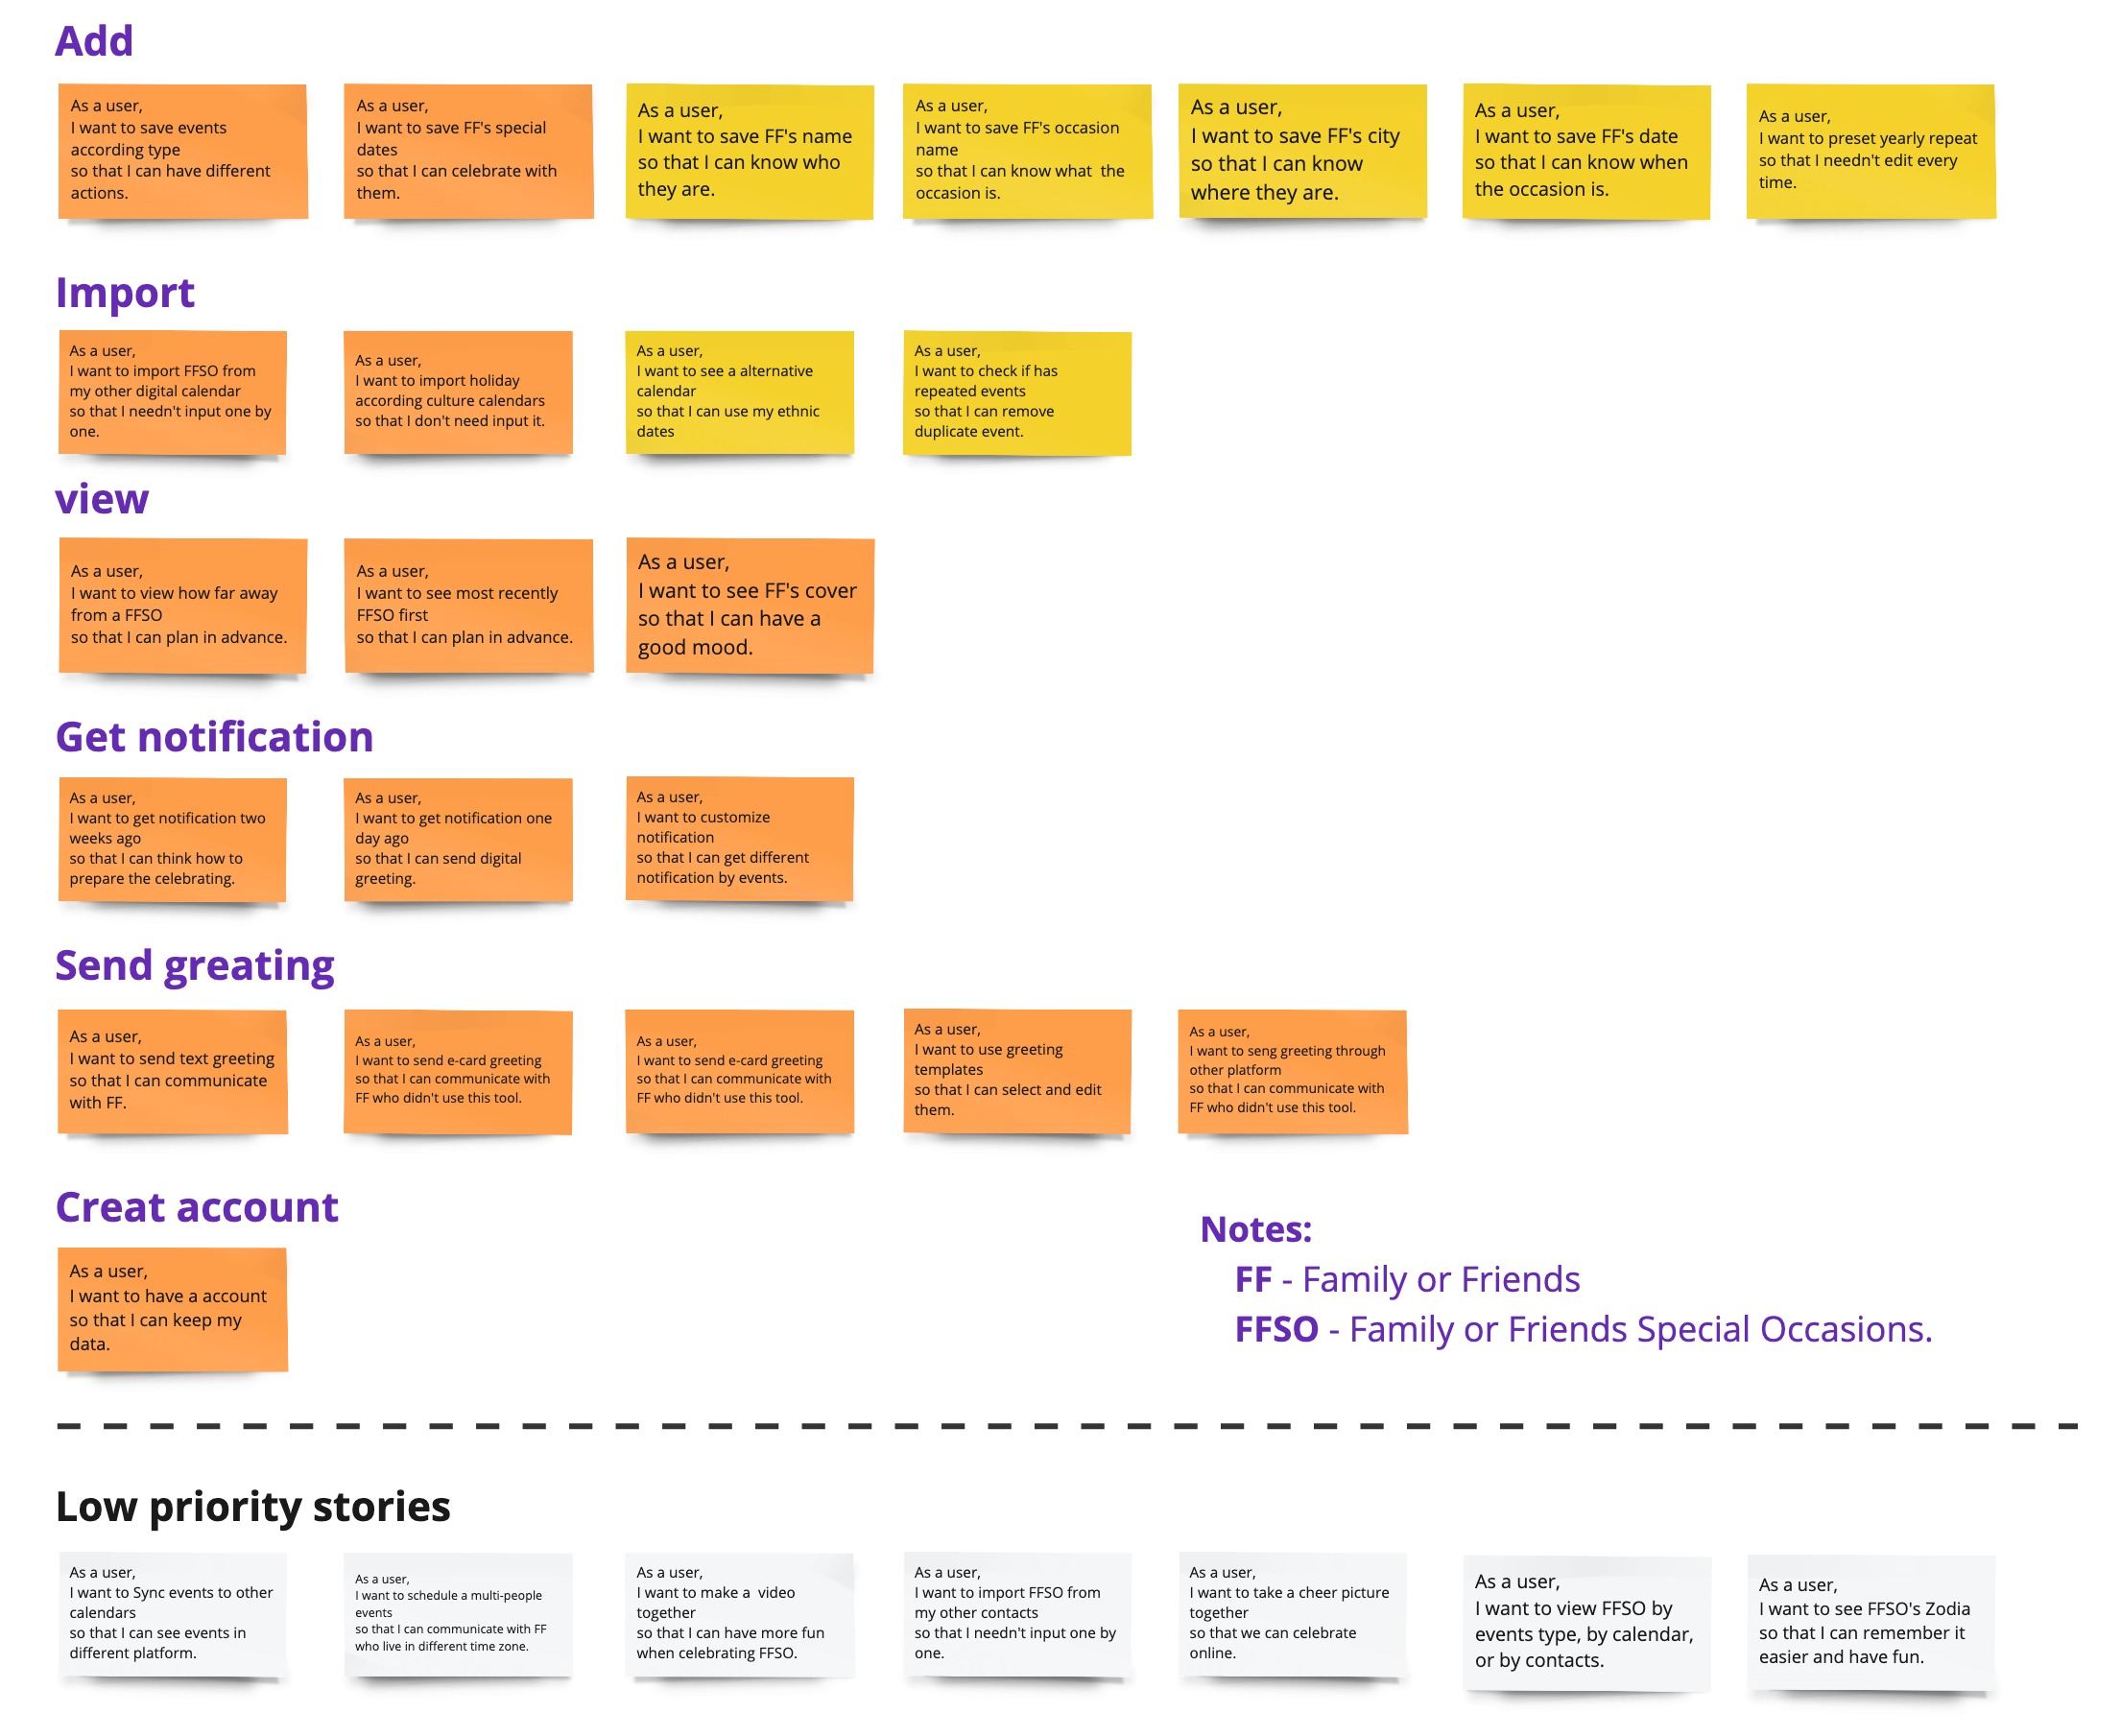 Add
As a user,
I want to save events
according type
so that I can have different
actions.
As a user,
I want to save FF's special
dates
so that I can celebrate with
them.
As a user,
I want to save FF's name
so that I can know who
they are.
As a user,
I want to save FF's occasion
name
so that I can know what  the
occasion is.
As a user,
I want to save FF's city
so that I can know
where they are.
As a user,
I want to save FF's date
so that I can know when
the occasion is.
As a user,
I want to preset yearly repeat
so that I needn't edit every
time.
Import
As a user,
I want to import FFSO from
my other digital calendar
so that I needn't input one by
one.
As a user,
I want to import holiday
according culture calendars
so that I don't need input it.
As a user,
I want to see a alternative
calendar
so that I can use my ethnic
dates
As a user,
I want to check if has
repeated events
so that I can remove
duplicate event.
view
As a user,
I want to view how far away
from a FFSO
so that I can plan in advance.
As a user,
I want to see most recently
FFSO first
so that I can plan in advance.
As a user,
I want to see FF's cover
so that I can have a
good mood.
Get notification
As a user,
I want to get notification two
weeks ago
so that I can think how to
prepare the celebrating.
As a user,
I want to get notification one
day ago
so that I can send digital
greeting.
As a user,
I want to customize
notification
so that I can get different
notification by events.
Send greating
As a user,
I want to send text greeting
so that I can communicate
with FF.
As a user,
I want to send e-card greeting
so that I can communicate with
FF who didn't use this tool.
As a user,
I want to send e-card greeting
so that I can communicate with
FF who didn't use this tool.
As a user,
I want to use greeting
templates
so that I can select and edit
them.
As a user,
I want to seng greeting through
other platform
so that I can communicate with
FF who didn't use this tool.
Creat account
As a user,
I want to have a account
so that I can keep my
data.
Notes:
FF - Family or Friends
FFSO - Family or Friends Special Occasions.
Low priority stories
As a user,
I want to Sync events to other
calendars
so that I can see events in
different platform.
As a user,
I want to schedule a multi-people
events
so that I can communicate with FF
who live in different time zone.
As a user,
I want to make a  video
together
so that I can have more fun
when celebrating FFSO.
As a user,
I want to import FFSO from
my other contacts
so that I needn't input one by
one.
As a user,
I want to take a cheer picture
together
so that we can celebrate
online.
As a user,
I want to view FFSO by
events type, by calendar,
or by contacts.
As a user,
I want to see FFSO's Zodia
so that I can remember it
easier and have fun.